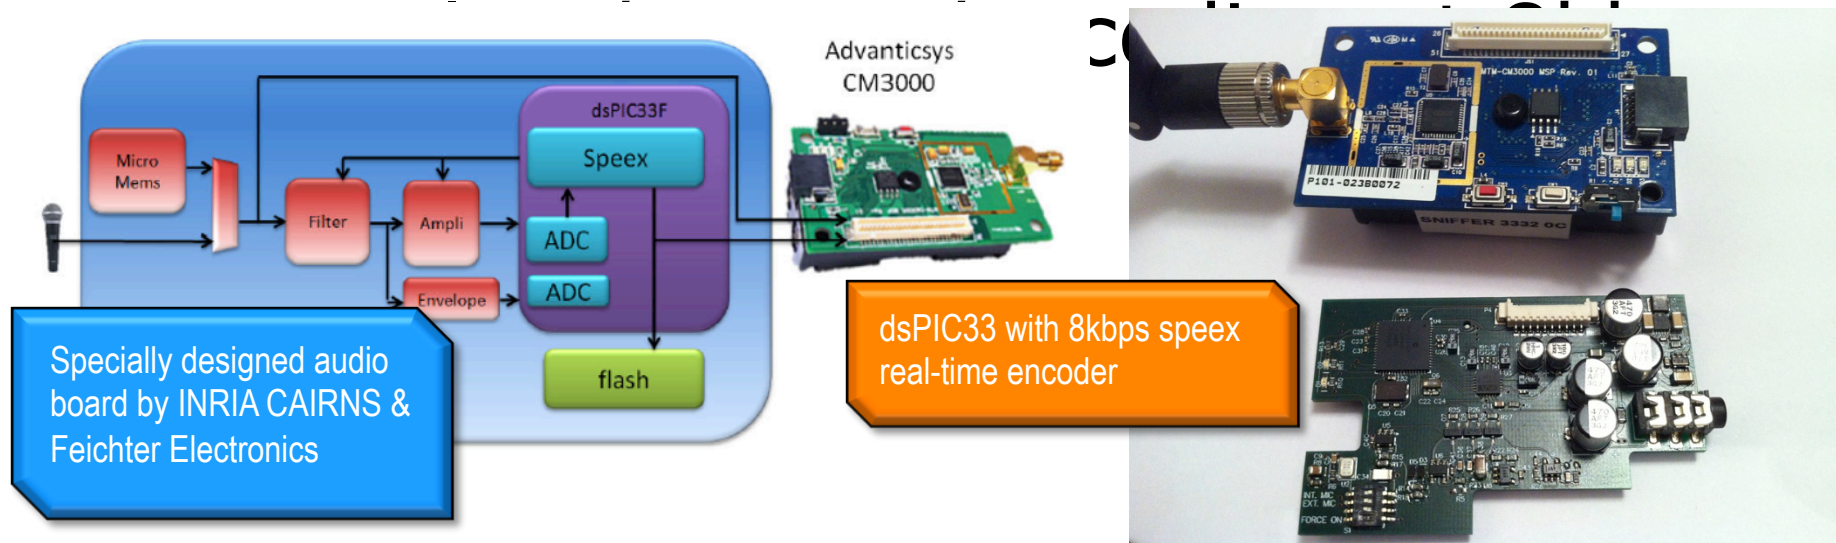 Advanticsys
CM3000
dsPIC33F
Micro
Mems
Speex
Filter
Ampli
ADC
ADC
Envelope
flash
Specially designed audio
board by INRIA CAIRNS &
Feichter Electronics
dsPIC33 with 8kbps speex
real-time encoder
MTM-CM3000 MSP Rev. 01
P101-02380072
SNIFFER 3332 0C
INT. MIC
EXT. MIC
FORCE ON